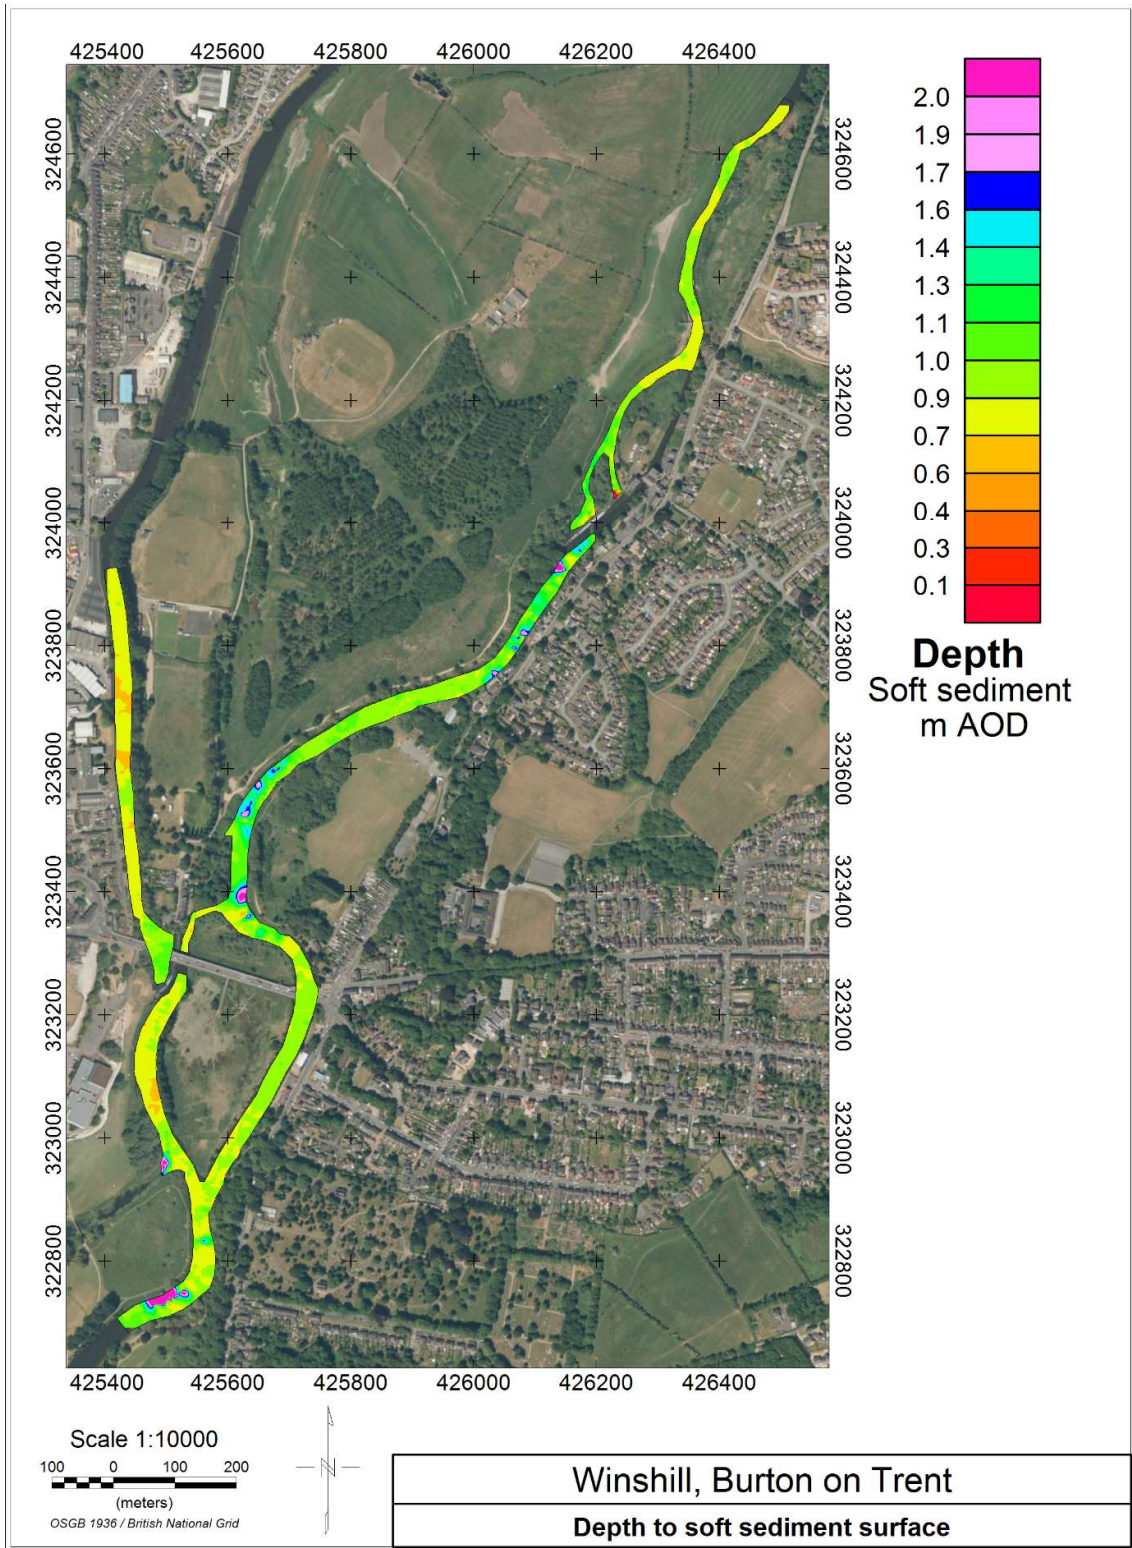 425400 425600 425800 426000 426200 426400
324600
324400
324200
324000
323800
323600
323400
323200
323000
322800
324600
324400
324200
324000
323800
323600
323400
323200
323000
322800
425400 425600 425800 426000 426200 426400
2.0
1.9
1.7
1.6
1.4
1.3
1.1
1.0
0.9
0.7
0.6
0.4
0.3
0.1
Depth
Soft sediment
m AOD
Scale 1:10000
100 0 100 200
(meters)
OSGB 1936 / British National Grid
N
Winshill, Burton on Trent
Depth to soft sediment surface